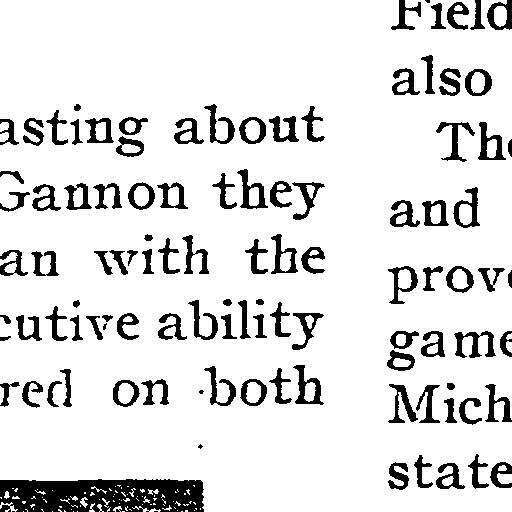 asting about
Gannon they
an with the
cutive ability
red on both
Field
also
The
and
prove
game
Mich
state